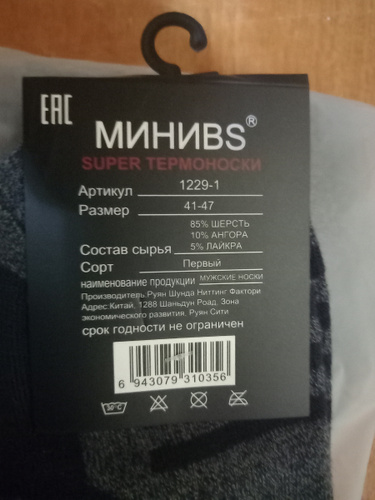 ЕАС
МИНИBS®
SUPER ТЕРМОНОСКИ
Артикул 1229-1
Размер 41-47
85% ШЕРСТЬ
10% АНГОРА
Состав сырья 5% ЛАЙКРА
Сорт Первый
наименование продукции МУЖСКИЕ НОСКИ
Производитель:Руян Шунда Ниттинг Фактори
Адрес:Китай, 1288 Шаньдун Роад, Зона
экономического развития, Руян Сити
срок годности не ограничен
6 943079 310356
30°C